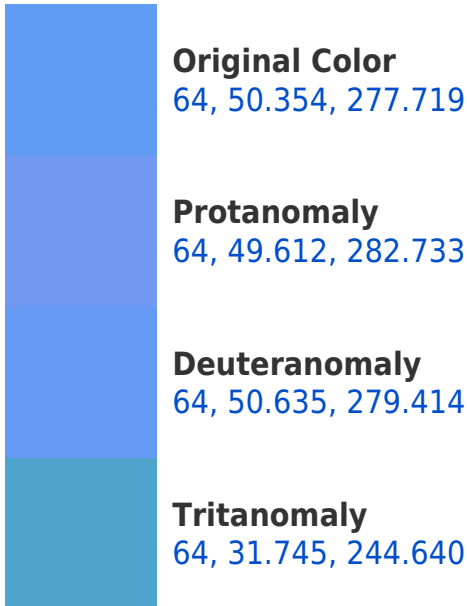 Original Color
64, 50.354, 277.719
Protanomaly
64, 49.612, 282.733
Deuteranomaly
64, 50.635, 279.414
Tritanomaly
64, 31.745, 244.640